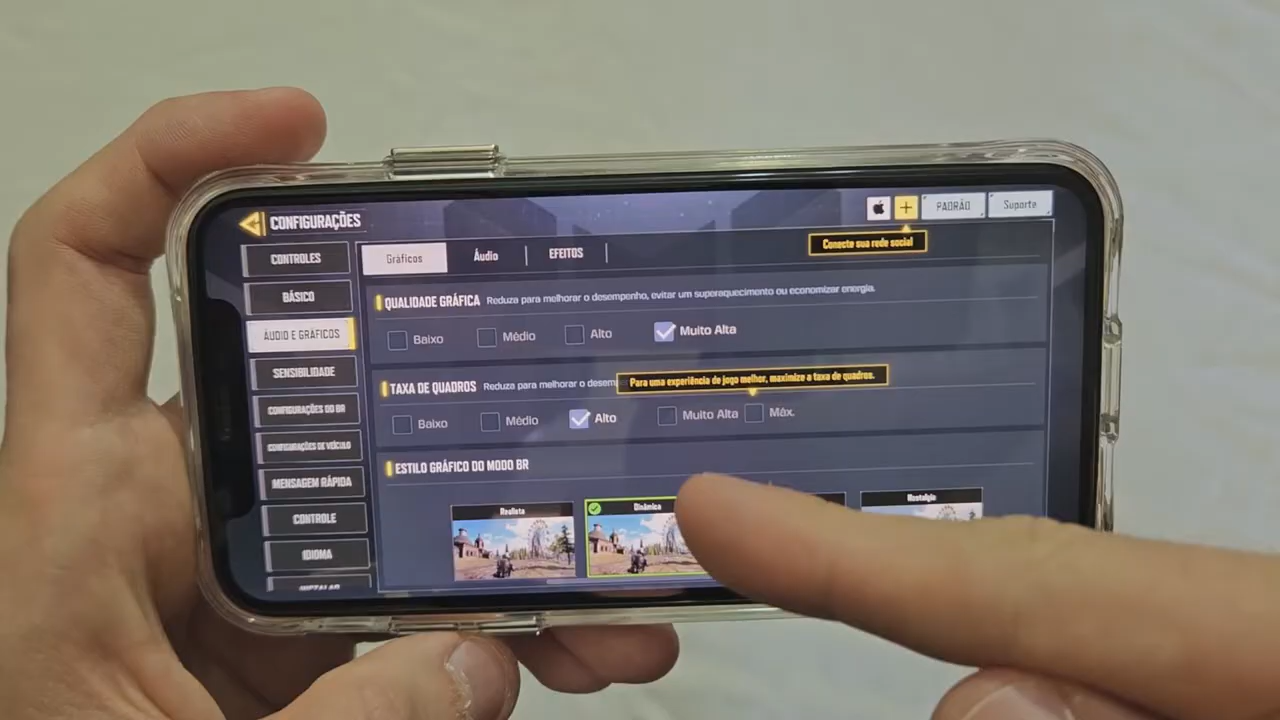 CONFIGURAÇÕES
PADRÃO
Suporte
Conecte sua rede social
CONTROLES
BÁSICO
ÁUDIO E GRÁFICOS
SENSIBILIDADE
CONFIGURAÇÕES DO BR
CONFIGURAÇÕES DE VEÍCULO
MENSAGEM RÁPIDA
CONTROLE
IDIOMA
Gráficos
Áudio
EFEITOS
QUALIDADE GRÁFICA Reduza para melhorar o desempenho, evitar um superaquecimento ou economizar energia.
Baixo Médio Alto Muito Alta
TAXA DE QUADROS Reduza para melhorar o desem
Para uma experiência de jogo melhor, maximize a taxa de quadros.
Baixo Médio Alto Muito Alta Máx.
ESTILO GRÁFICO DO MODO BR
Realista Dinâmica Nostalgia